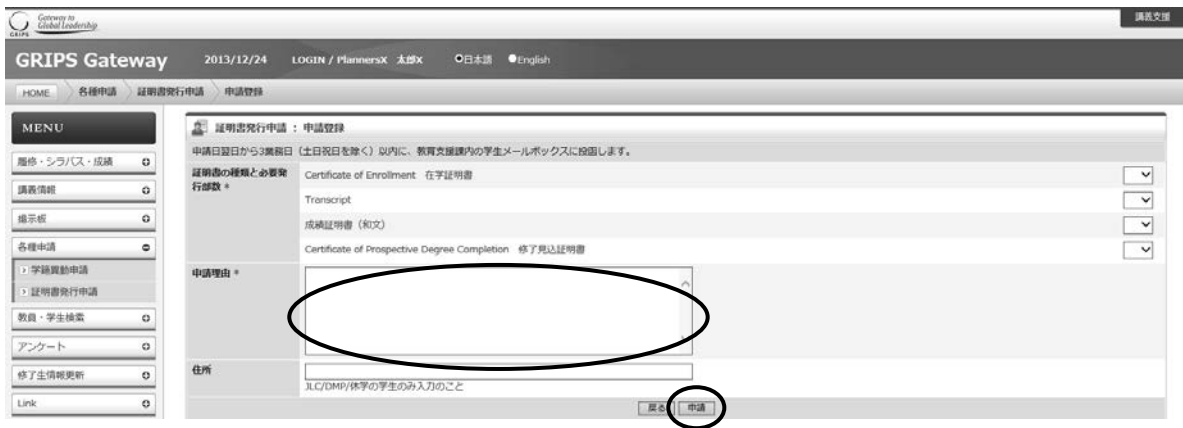 Gateway to
Global Leadership
GRIPS
講義支援
GRIPS Gateway 2013/12/24 LOGIN / PlannersX 太郎X 日本語 English
HOME 各種申請 証明書発行申請 申請登録
MENU
履修・シラバス・成績
講義情報
掲示板
各種申請
学籍異動申請
証明書発行申請
教員・学生検索
アンケート
修了生情報更新
Link
証明書発行申請 : 申請登録
申請日翌日から3業務日（土日祝日を除く）以内に、教育支援課内の学生メールボックスに投函します。
証明書の種類と必要発
行部数 *
Certificate of Enrollment 在学証明書
Transcript
成績証明書（和文）
Certificate of Prospective Degree Completion 修了見込証明書
申請理由 *
住所
JLC/DMP/休学の学生のみ入力のこと
戻る 申請